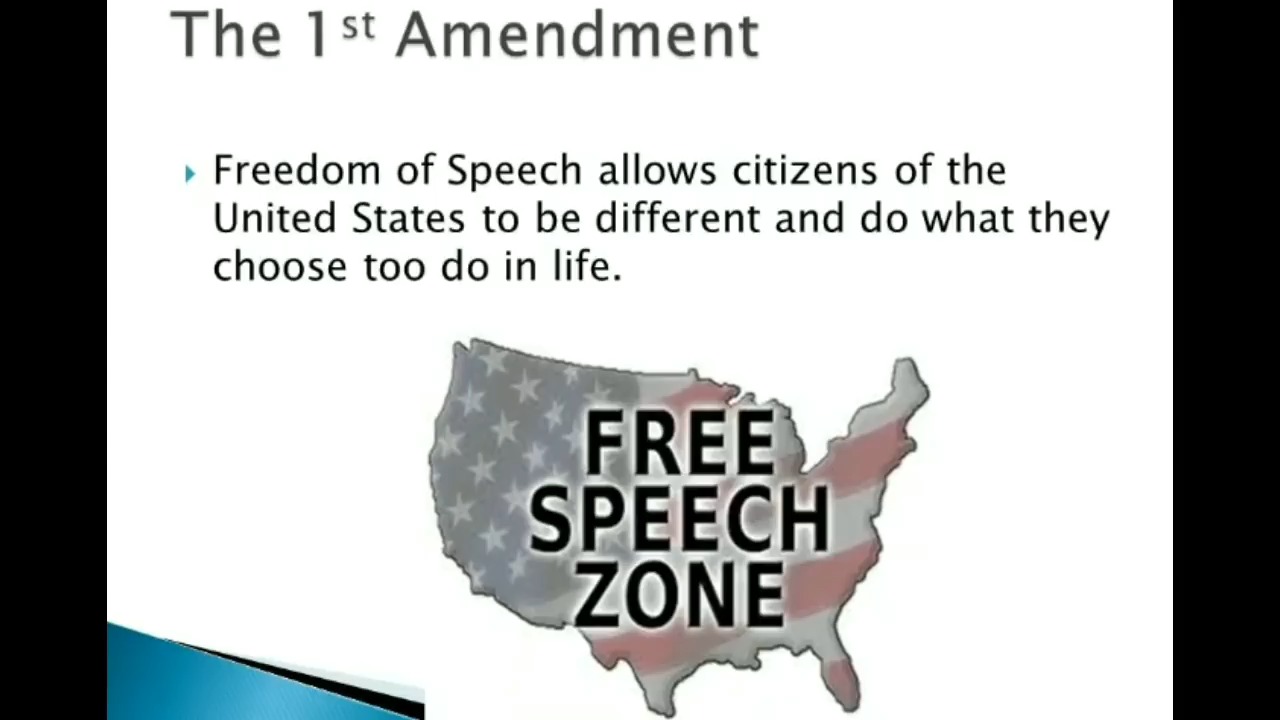 The 1st Amendment
Freedom of Speech allows citizens of the
United States to be different and do what they
choose too do in life.
FREE
SPEECH
ZONE